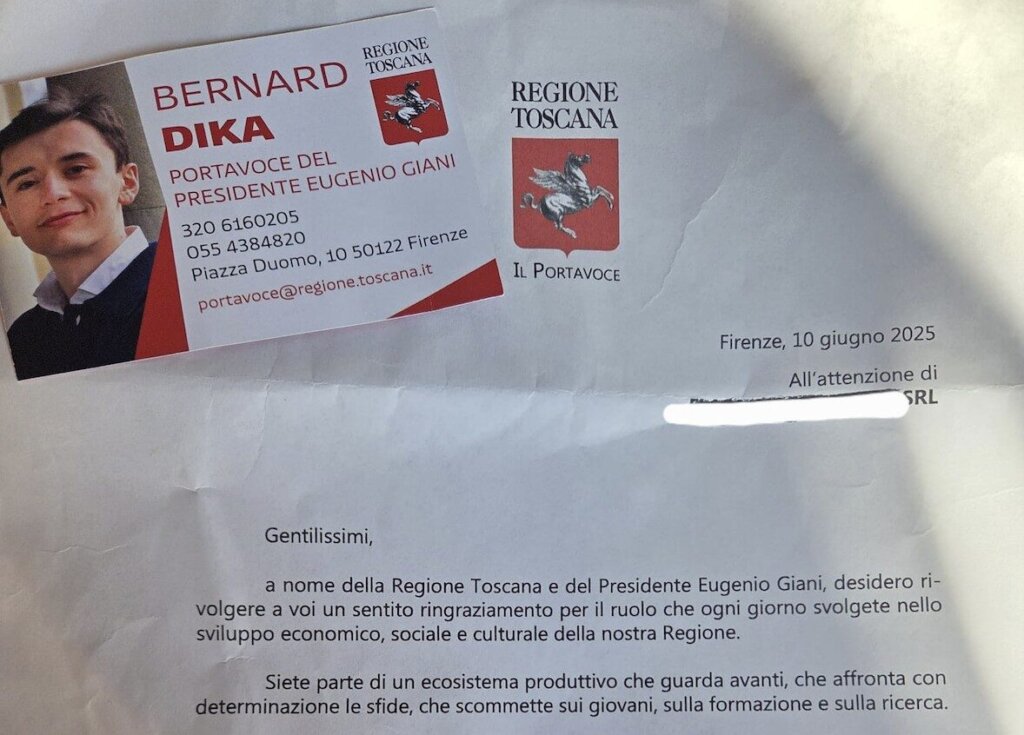 BERNARD
DIKA
PORTAVOCE DEL
PRESIDENTE EUGENIO GIANI
320 6160205
055 4384820
Piazza Duomo, 10 50122 Firenze
portavoce@regione.toscana.it
REGIONE
TOSCANA
REGIONE
TOSCANA
IL PORTAVOCE
Firenze, 10 giugno 2025
All'attenzione di
SRL
Gentilissimi,
a nome della Regione Toscana e del Presidente Eugenio Giani, desidero ri-
volgere a voi un sentito ringraziamento per il ruolo che ogni giorno svolgete nello
sviluppo economico, sociale e culturale della nostra Regione.
Siete parte di un ecosistema produttivo che guarda avanti, che affronta con
determinazione le sfide, che scommette sui giovani, sulla formazione e sulla ricerca.